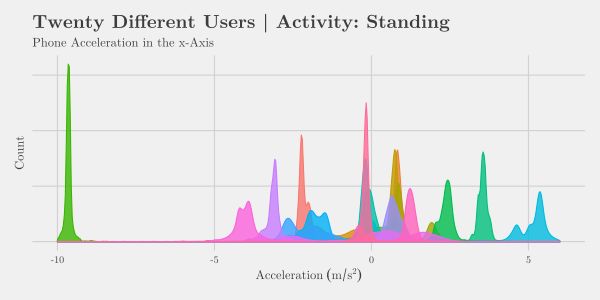 Twenty Different Users | Activity: Standing
Phone Acceleration in the x-Axis
Count
-10 -5 0 5
Acceleration (m/s²)